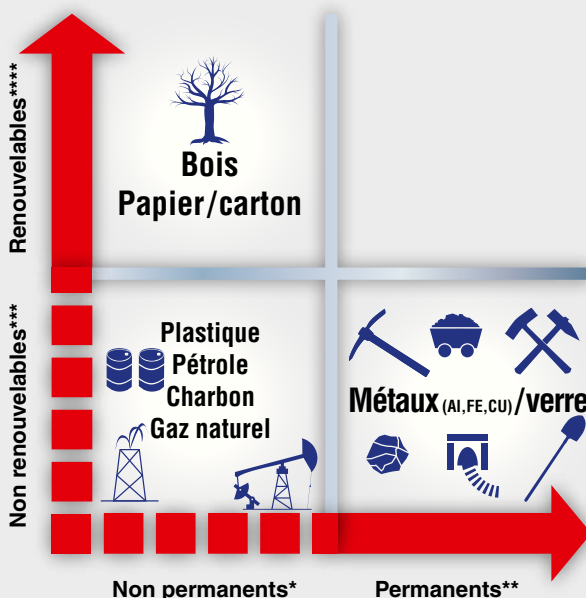 Renouvelables****
Bois
Papier/carton
Non renouvelables***
Plastique
Pétrole
Charbon
Gaz naturel
Métaux (Al,FE,CU)/verre
Non permanents*
Permanents**